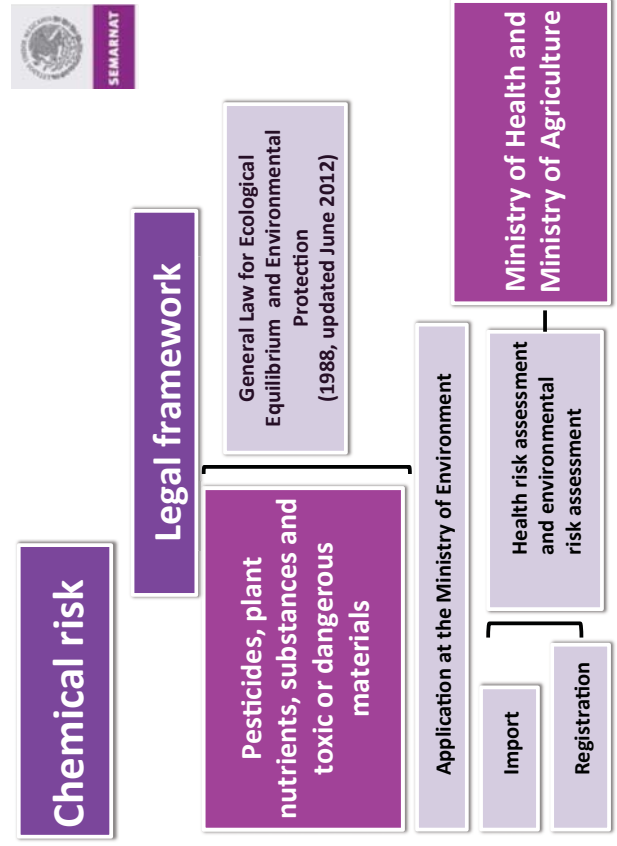 SEMARNAT
Chemical risk
Legal framework
Pesticides, plant
nutrients, substances and
toxic or dangerous
materials
General Law for Ecological
Equilibrium and Environmental
Protection
(1988, updated June 2012)
Application at the Ministry of Environment
Import
Registration
Health risk assessment
and environmental
risk assessment
Ministry of Health and
Ministry of Agriculture